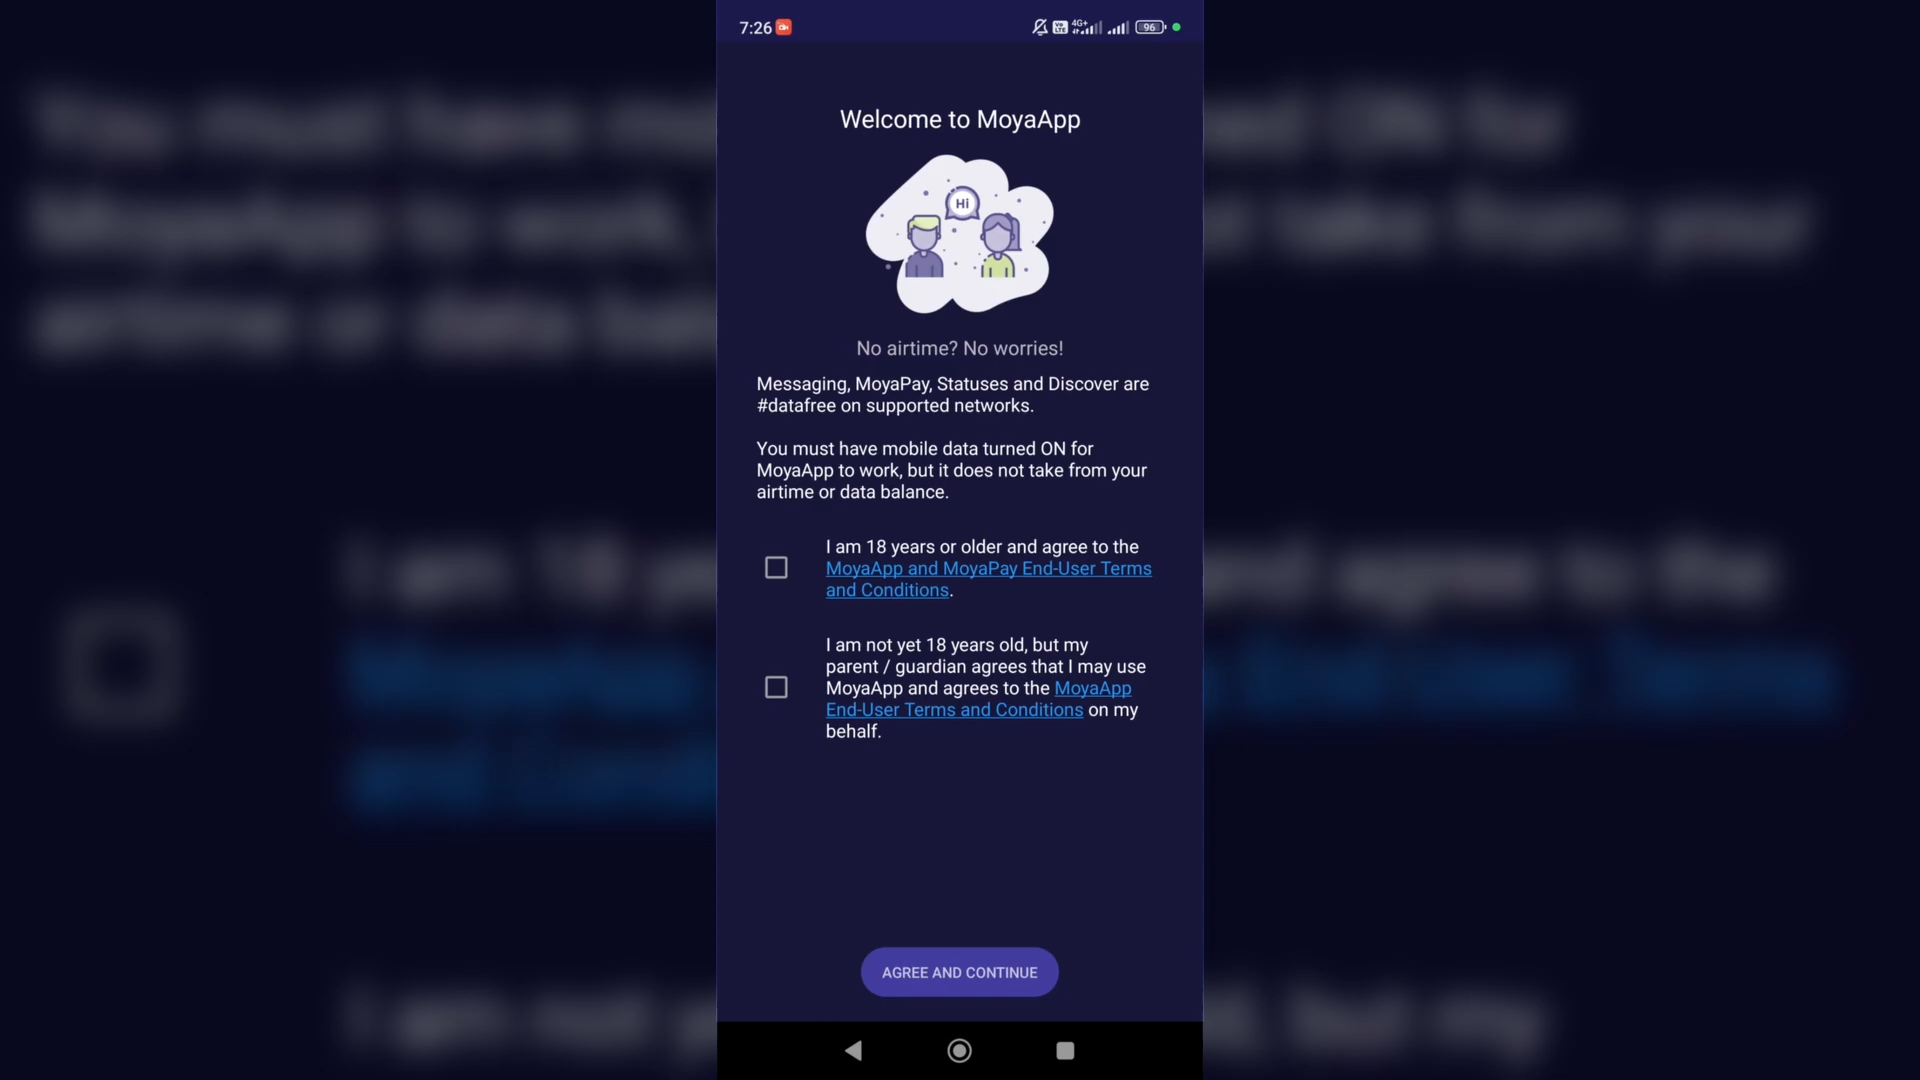 7:26
4G+
96
Welcome to MoyaApp
Hi
No airtime? No worries!
Messaging, MoyaPay, Statuses and Discover are
#datafree on supported networks.
You must have mobile data turned ON for
MoyaApp to work, but it does not take from your
airtime or data balance.
I am 18 years or older and agree to the
MoyaApp and MoyaPay End-User Terms
and Conditions.
I am not yet 18 years old, but my
parent / guardian agrees that I may use
MoyaApp and agrees to the MoyaApp
End-User Terms and Conditions on my
behalf.
AGREE AND CONTINUE